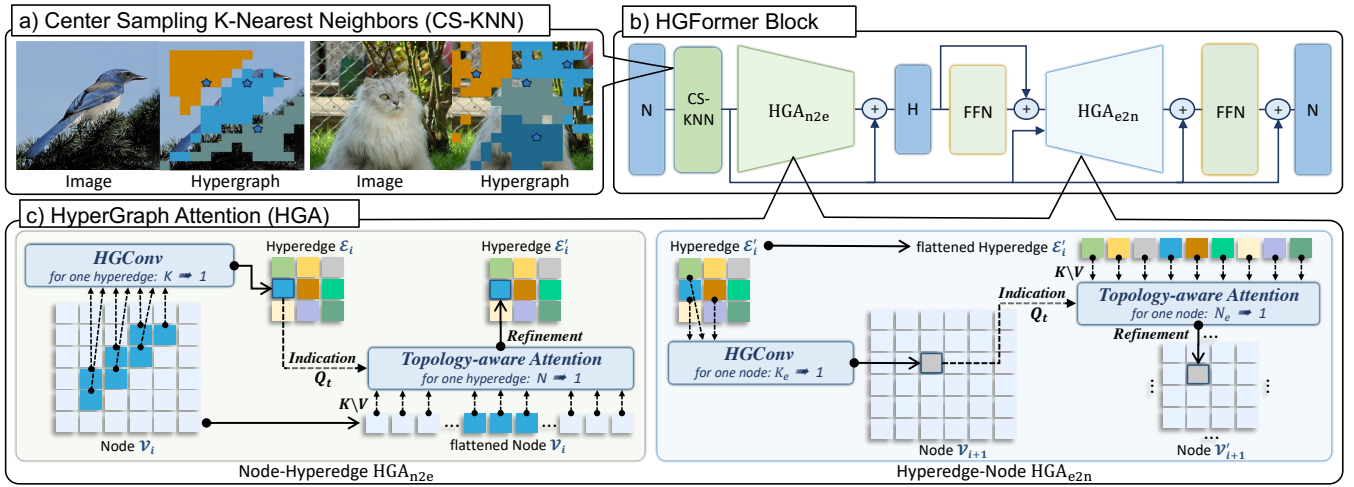 a) Center Sampling K-Nearest Neighbors (CS-KNN)
Image
Hypergraph
Image
Hypergraph
b) HGFormer Block
N
CS-
KNN
HGA_n2e
+
H
FFN
+
HGA_e2n
+
FFN
+
N
c) HyperGraph Attention (HGA)
HGConv
for one hyperedge: K ➠ 1
Hyperedge ℰ_i
Hyperedge ℰ′_i
Indication
Q_t
Refinement
Topology-aware Attention
for one hyperedge: N ➠ 1
K\V
... ...
Node 𝒱_i
flattened Node 𝒱_i
Node-Hyperedge HGA_n2e
Hyperedge ℰ′_i
flattened Hyperedge ℰ′_i
K\V
Indication
Q_t
Topology-aware Attention
for one node: N_e ➠ 1
HGConv
for one node: K_e ➠ 1
Refinement
...
...
...
...
Node 𝒱_{i+1}
Node 𝒱′_{i+1}
Hyperedge-Node HGA_e2n